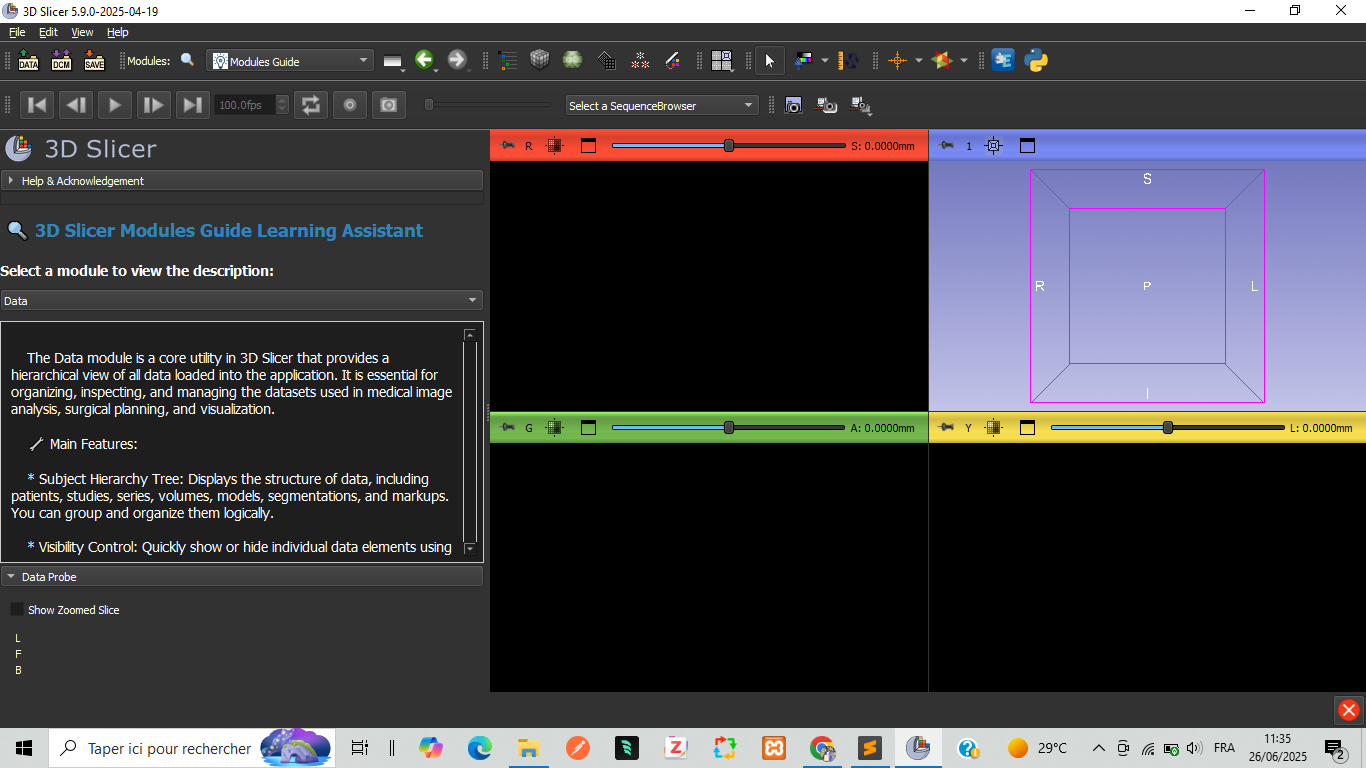 3D Slicer 5.9.0-2025-04-19
File Edit View Help
DATA DCM SAVE Modules: Modules Guide
100.0fps Select a SequenceBrowser
3D Slicer
Help & Acknowledgement
3D Slicer Modules Guide Learning Assistant
Select a module to view the description:
Data
The Data module is a core utility in 3D Slicer that provides a
hierarchical view of all data loaded into the application. It is essential for
organizing, inspecting, and managing the datasets used in medical image
analysis, surgical planning, and visualization.
Main Features:
* Subject Hierarchy Tree: Displays the structure of data, including
patients, studies, series, volumes, models, segmentations, and markups.
You can group and organize them logically.
* Visibility Control: Quickly show or hide individual data elements using
Data Probe
Show Zoomed Slice
L
F
B
R S: 0.0000mm
1
S
R P L
I
G A: 0.0000mm
Y L: 0.0000mm
Taper ici pour rechercher
29°C
FRA
11:35
26/06/2025
2